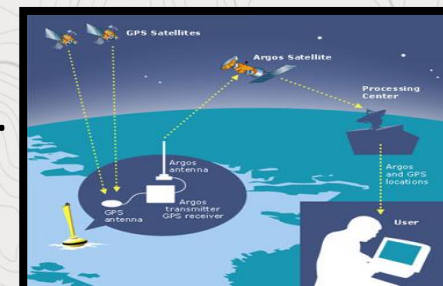 GPS Satellites
Argos Satellite
Processing
Center
Argos
antenna
GPS
antenna
Argos
transmitter
GPS receiver
Argos
and GPS
locations
User